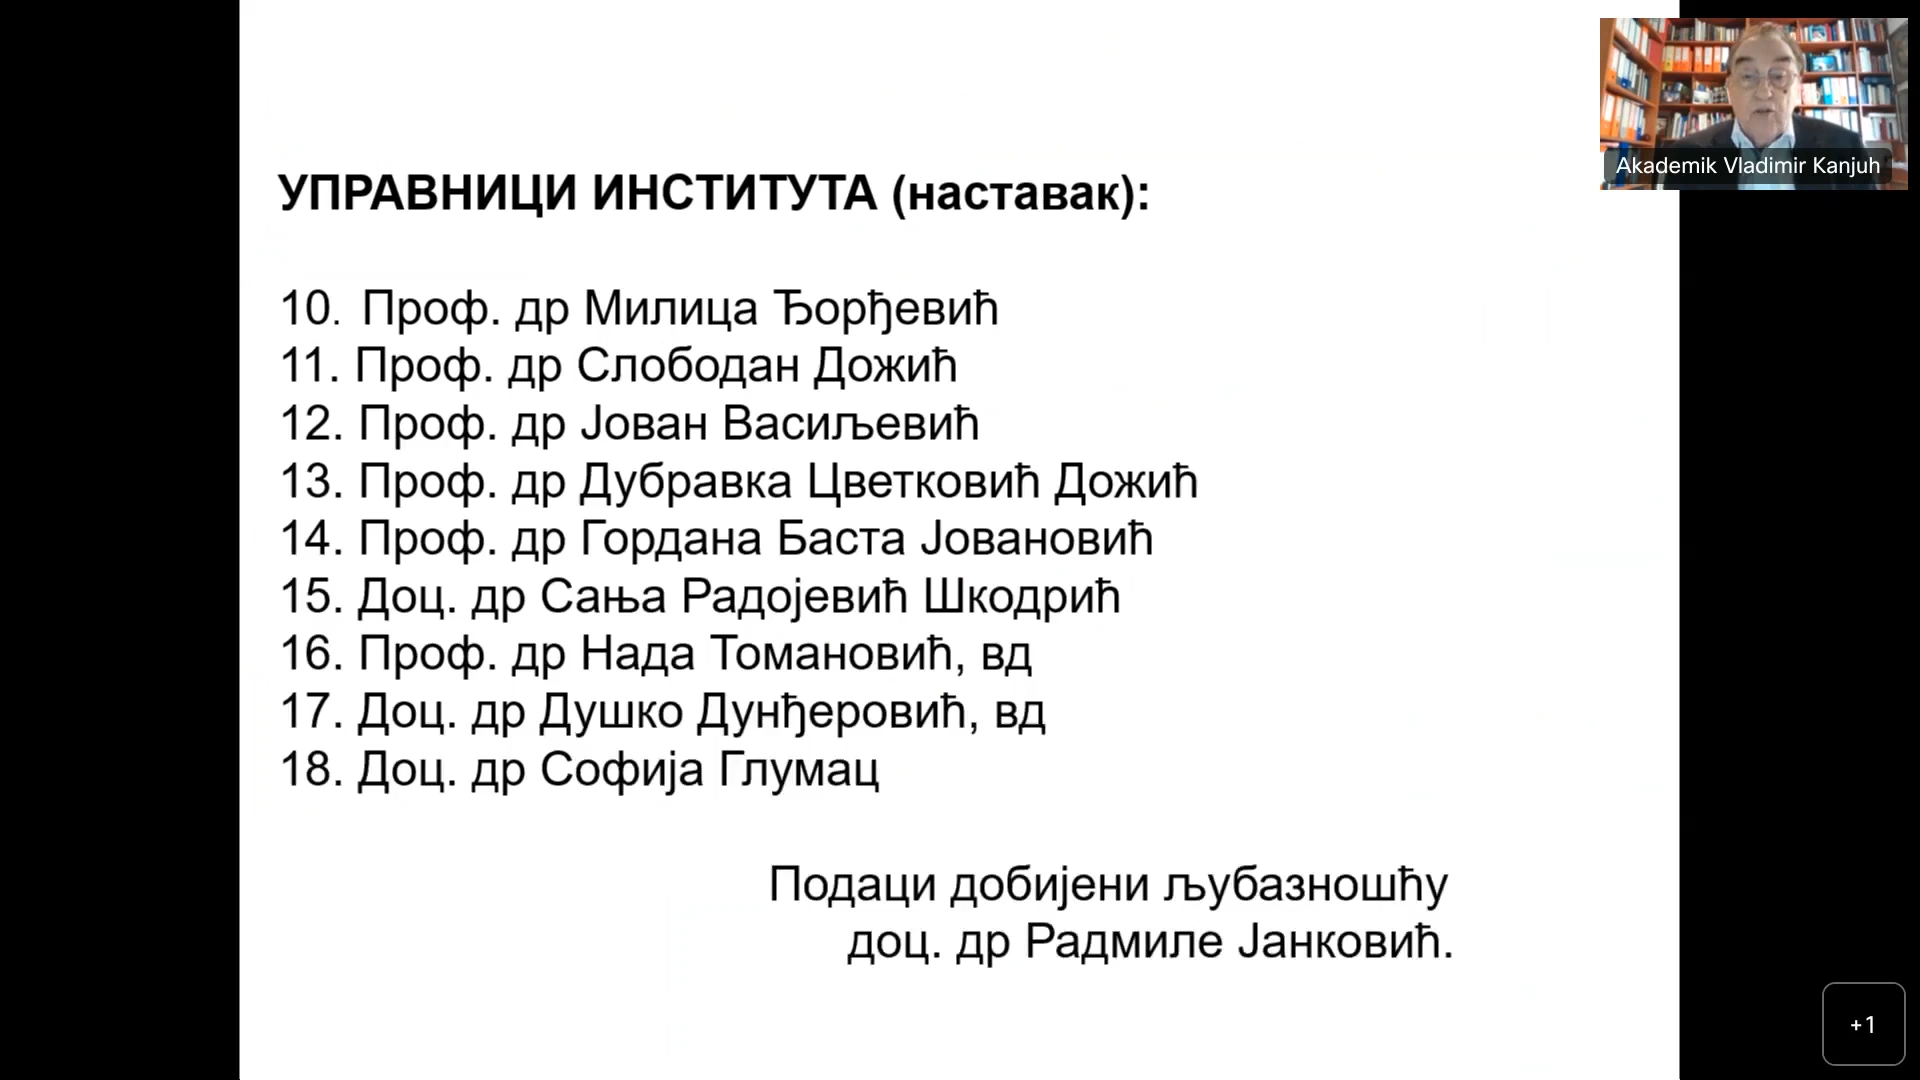 УПРАВНИЦИ ИНСТИТУТА (наставак):
10. Проф. др Милица Ђорђевић
11. Проф. др Слободан Дожић
12. Проф. др Јован Васиљевић
13. Проф. др Дубравка Цветковић Дожић
14. Проф. др Гордана Баста Јовановић
15. Доц. др Сања Радојевић Шкодрић
16. Проф. др Нада Томановић, вд
17. Доц. др Душко Дунђеровић, вд
18. Доц. др Софија Глумац
Подаци добијени љубазношћу
доц. др Радмиле Јанковић.
Akademik Vladimir Kanjuh
+1